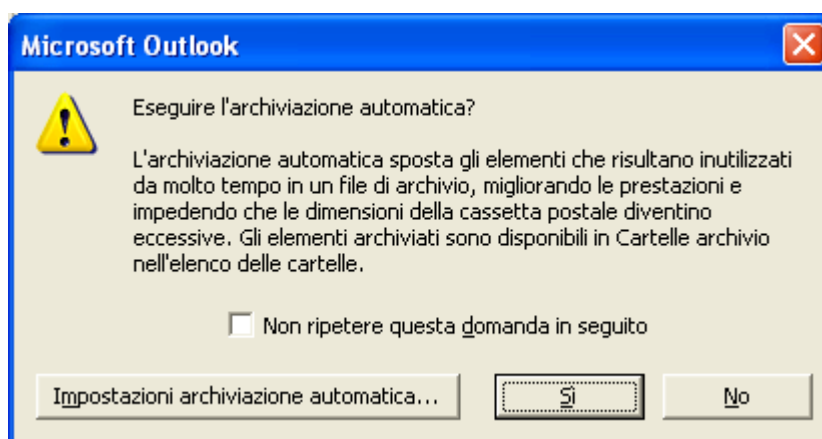 Microsoft Outlook
Eseguire l'archiviazione automatica?
L'archiviazione automatica sposta gli elementi che risultano inutilizzati
da molto tempo in un file di archivio, migliorando le prestazioni e
impedendo che le dimensioni della cassetta postale diventino
eccessive. Gli elementi archiviati sono disponibili in Cartelle archivio
nell'elenco delle cartelle.
Non ripetere questa domanda in seguito
Impostazioni archiviazione automatica... Sì No